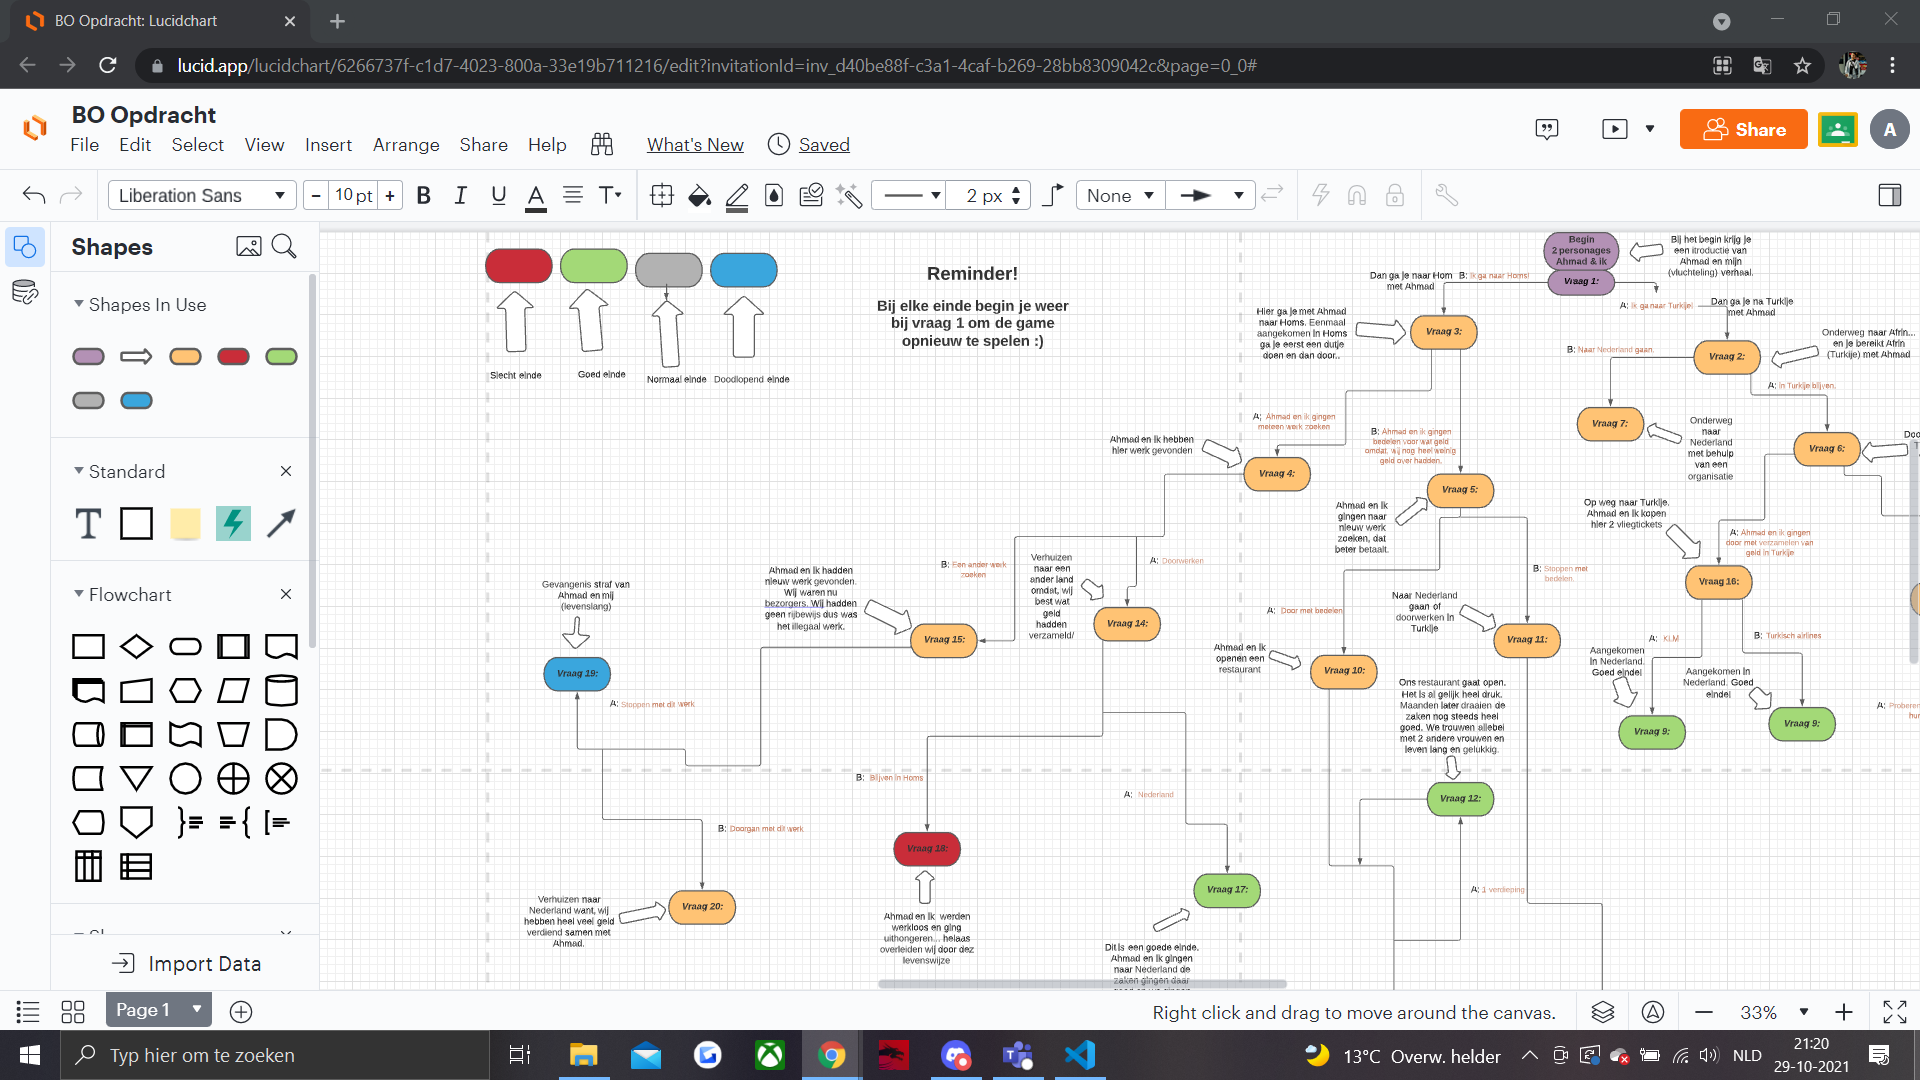 BO Opdracht: Lucidchart
lucid.app/lucidchart/6266737f-c1d7-4023-800a-33e19b711216/edit?invitationId=inv_d40be88f-c3a1-4caf-b269-28bb8309042c&page=0_0#
BO Opdracht
File Edit Select View Insert Arrange Share Help What's New Saved
Share
A
Liberation Sans
10 pt
B I U A T
2 px
None
Shapes
Shapes In Use
Standard
T
Flowchart
Import Data
Slecht einde
Goed einde
Normaal einde
Doodlopend einde
Reminder!
Bij elke einde begin je weer
bij vraag 1 om de game
opnieuw te spelen :)
Begin
2 personages
Ahmad & ik
Vraag 1:
Bij het begin krijg je
een itroductie van
Ahmad en mijn
(vluchteling) verhaal.
Dan ga je naar Hom
met Ahmad
B: Ik ga naar Homs!
A: Ik ga naar Turkije!
Dan ga je na Turkije
met Ahmad
Hier ga je met Ahmad
naar Homs. Eenmaal
aangekomen in Homs
ga je eerst een dutje
doen en dan door..
Vraag 3:
Onderweg naar Afrin...
en je bereikt Afrin
(Turkije) met Ahmad
B: Naar Nederland gaan.
Vraag 2:
A: In Turkije blijven.
Vraag 7:
Onderweg
naar
Nederland
met behulp
van een
organisatie
Vraag 6:
A: Ahmad en ik gingen
meteen werk zoeken
B: Ahmad en ik gingen
bedelen voor wat geld
omdat, wij nog heel weinig
geld over hadden.
Ahmad en ik hebben
hier werk gevonden
Vraag 4:
Vraag 5:
Ahmad en ik
gingen naar
nieuw werk
zoeken, dat
beter betaalt.
Op weg naar Turkije.
Ahmad en ik kopen
hier 2 vliegtickets
A: Ahmad en ik gingen
door met verzamelen van
geld in Turkije
Vraag 16:
B: Een ander werk
zoeken
A: Doorwerken
Verhuizen
naar een
ander land
omdat, wij
best wat
geld
hadden
verzameld/
Vraag 14:
Ahmad en ik hadden
nieuw werk gevonden.
Wij waren nu
bezorgers. Wij hadden
geen rijbewijs dus was
het illegaal werk.
Vraag 15:
Gevangenis straf van
Ahmad en mij
(levenslang)
Vraag 19:
A: Stoppen met dit werk
B: Doorgan met dit werk
Verhuizen naar
Nederland want, wij
hebben heel veel geld
verdiend samen met
Ahmad.
Vraag 20:
B: Blijven in Homs
A: Nederland
Vraag 18:
Ahmad en ik werden
werkloos en ging
uithongeren... helaas
overleiden wij door dez
levenswijze
Vraag 17:
Dit is een goede einde.
Ahmad en ik gingen
naar Nederland de
zaken gingen daar
A: Door met bedelen
B: Stoppen met
bedelen
Naar Nederland
gaan of
doorwerken in
Turkije
Vraag 11:
Ahmad en ik
openen een
restaurant
Vraag 10:
Ons restaurant gaat open.
Het is al gelijk heel druk.
Maanden later draaien de
zaken nog steeds heel
goed. We trouwen allebei
met 2 andere vrouwen en
leven lang en gelukkig.
Vraag 12:
A: 1 verdieping
A: KLM
B: Turkisch airlines
Aangekomen
in Nederland.
Goed einde!
Vraag 9:
Aangekomen in
Nederland. Goed
einde!
Vraag 9:
Page 1
Right click and drag to move around the canvas.
33%
Typ hier om te zoeken
13°C Overw. helder
NLD
21:20
29-10-2021